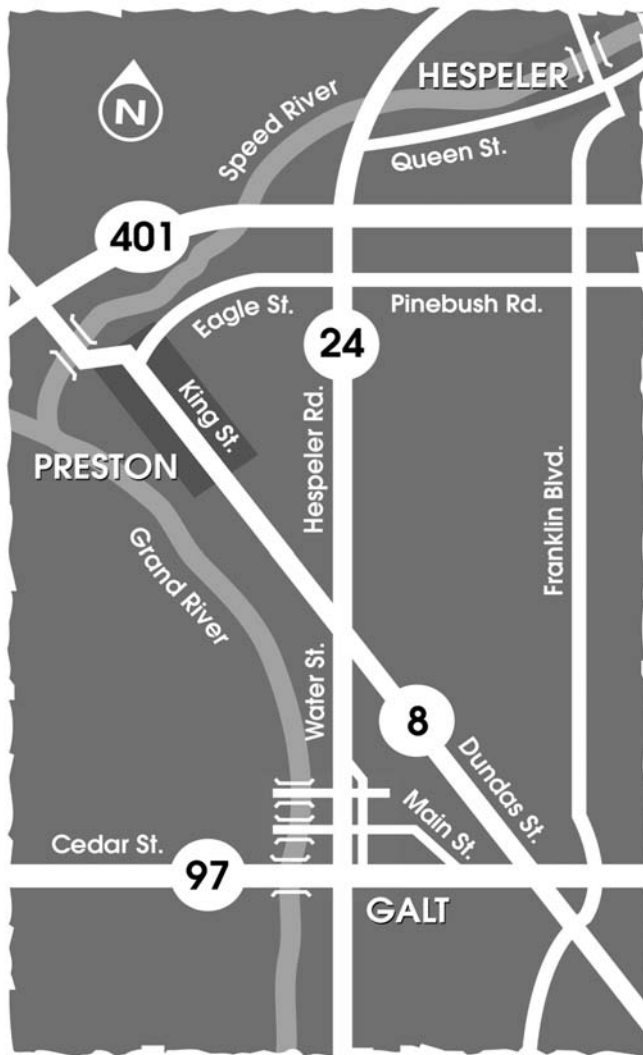 HESPELER
N
Speed River
Queen St.
401
Eagle St.
Pinebush Rd.
24
King St.
Hespeler Rd.
PRESTON
Franklin Blvd.
Grand River
Water St.
8
Dundas St.
Main St.
Cedar St.
97
GALT